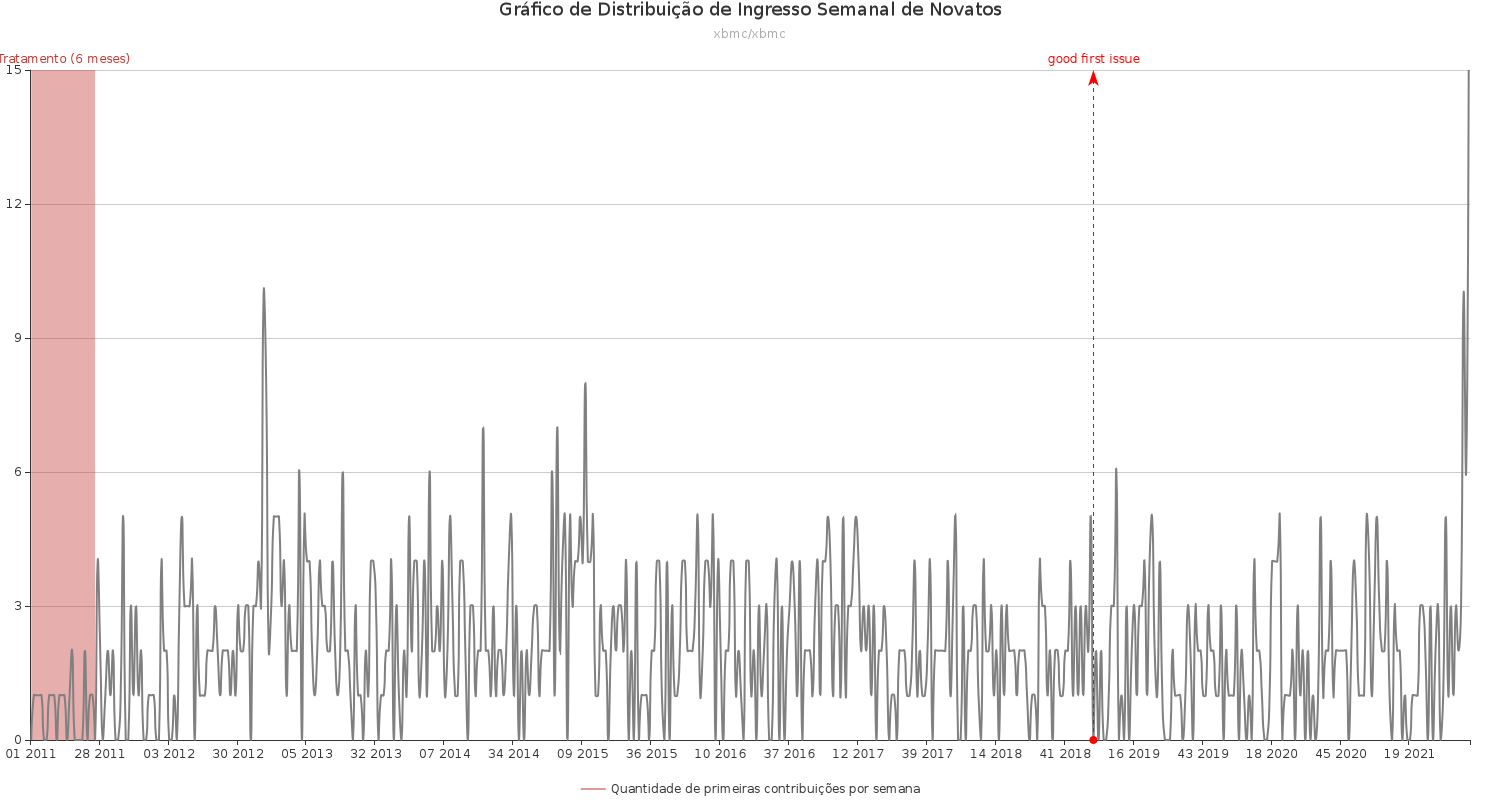 Gráfico de Distribuição de Ingresso Semanal de Novatos
xbmc/xbmc
Tratamento (6 meses)
good first issue
15
12
9
6
3
0
01 2011 28 2011 03 2012 30 2012 05 2013 32 2013 07 2014 34 2014 09 2015 36 2015 10 2016 37 2016 12 2017 39 2017 14 2018 41 2018 16 2019 43 2019 18 2020 45 2020 19 2021
Quantidade de primeiras contribuições por semana